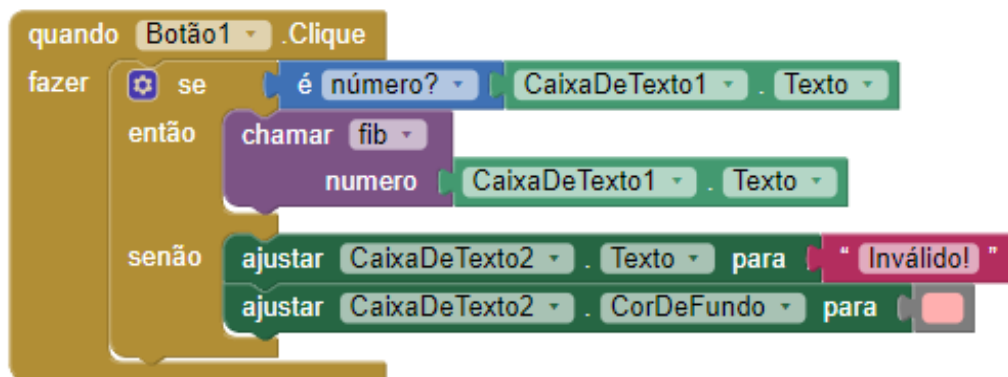 quando Botão1 .Clique
fazer se é número? CaixaDeTexto1 . Texto
então chamar fib
numero CaixaDeTexto1 . Texto
senão ajustar CaixaDeTexto2 . Texto para " Inválido! "
ajustar CaixaDeTexto2 . CorDeFundo para